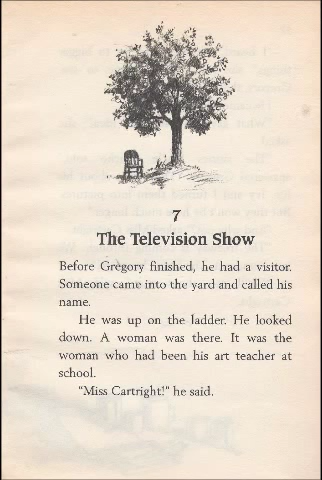 7
The Television Show
Before Gregory finished, he had a visitor.
Someone came into the yard and called his
name.
He was up on the ladder. He looked
down. A woman was there. It was the
woman who had been his art teacher at
school.
"Miss Cartright!" he said.